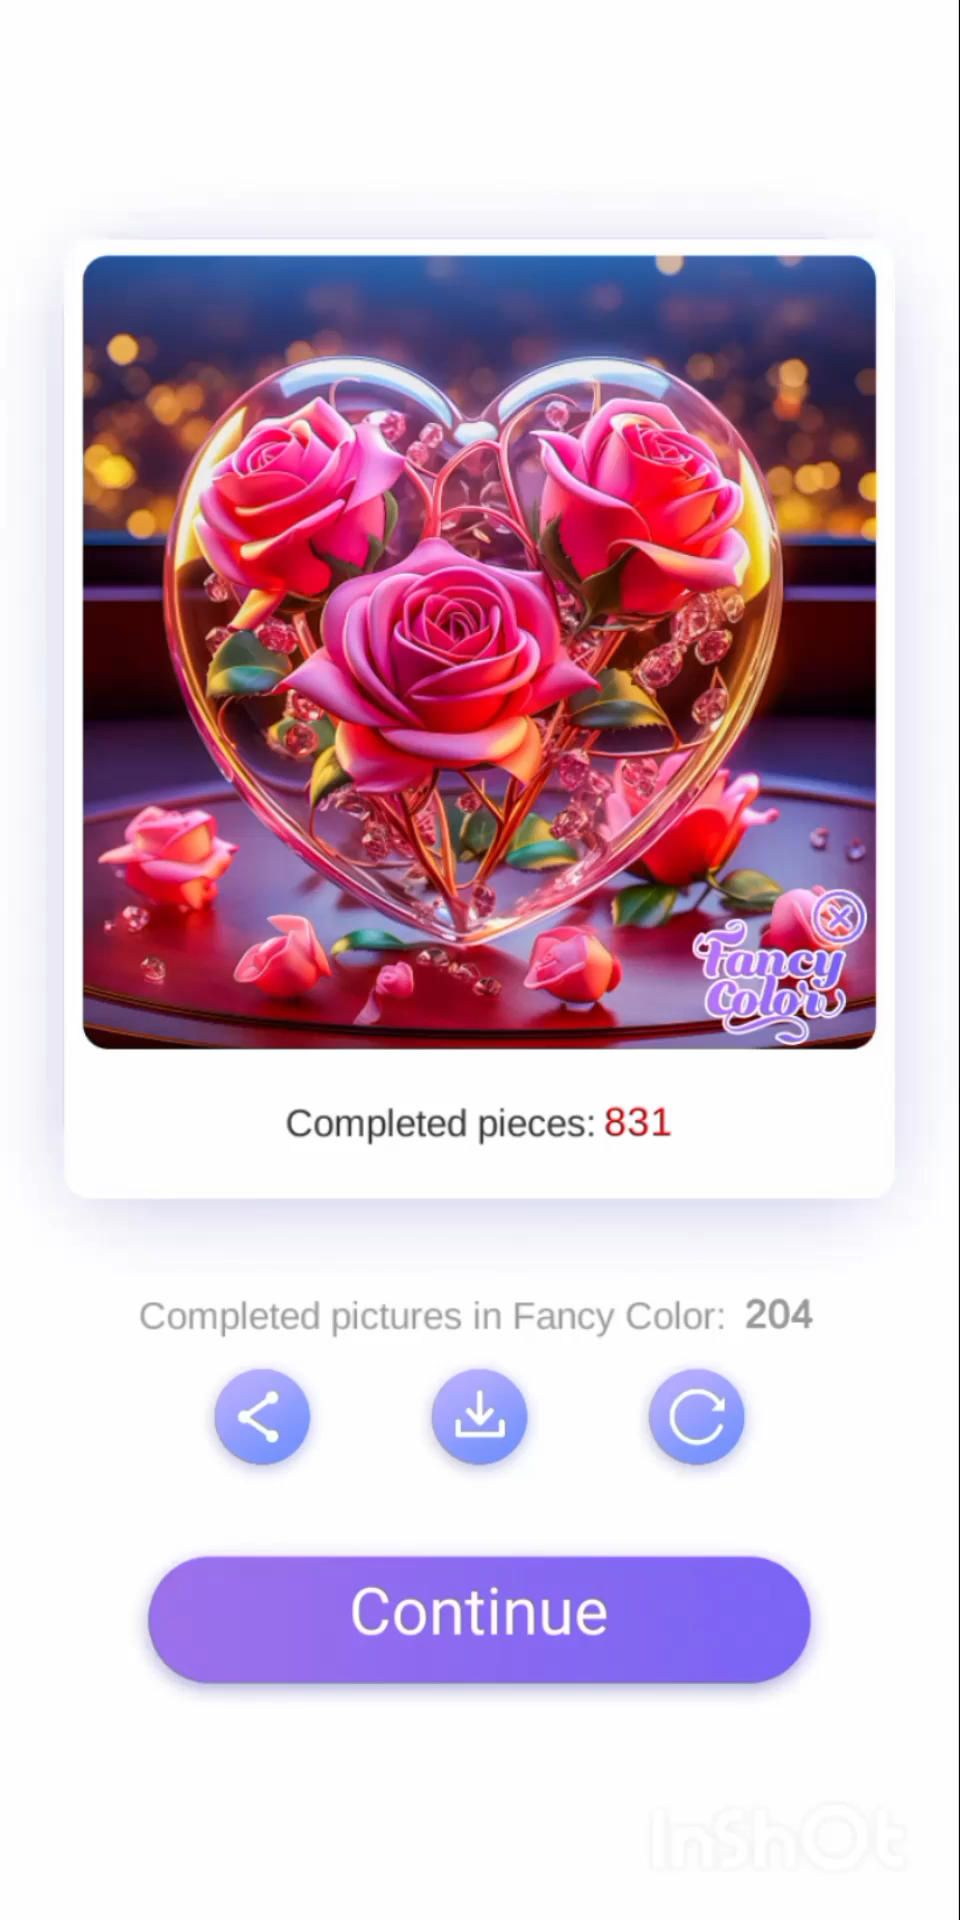 Fancy
Color
Completed pieces: 831
Completed pictures in Fancy Color: 204
Continue
InShOt